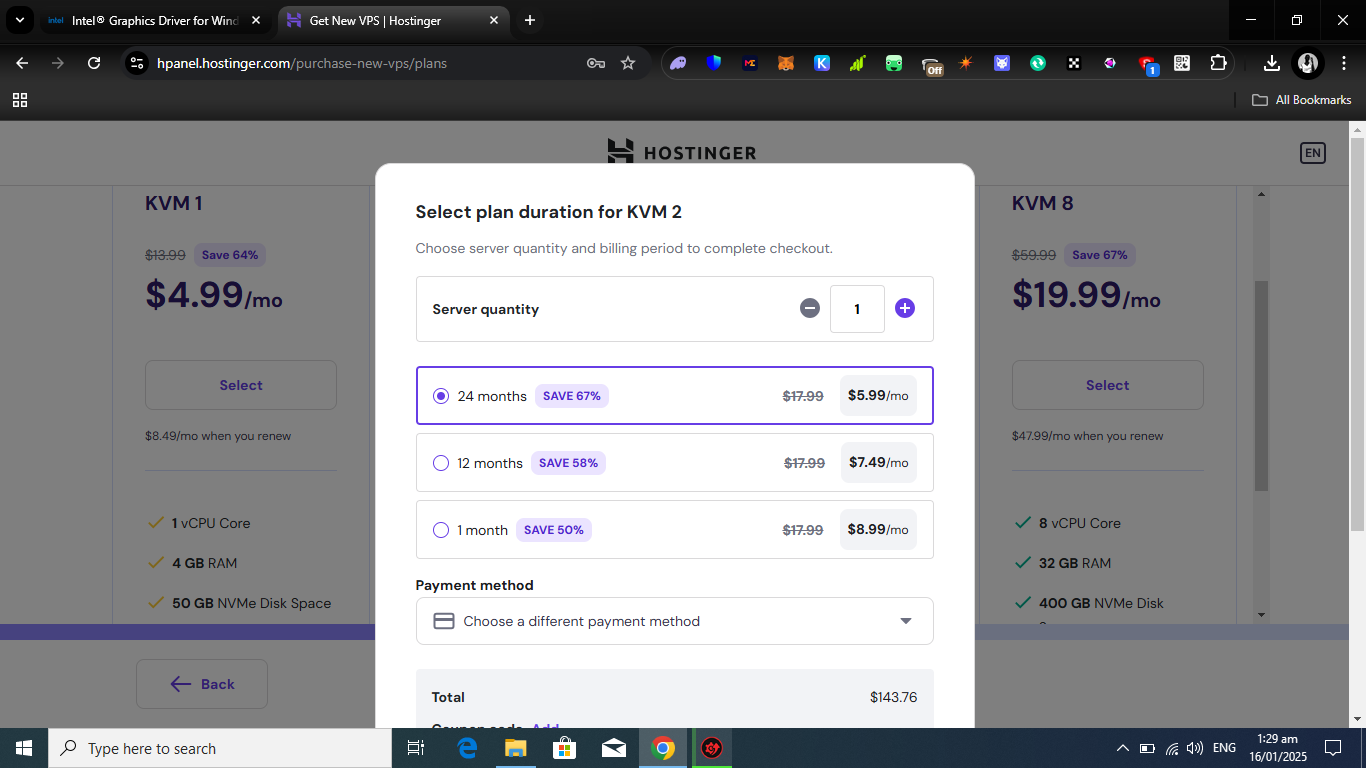 intel Intel® Graphics Driver for Wind
Get New VPS | Hostinger
hpanel.hostinger.com/purchase-new-vps/plans
Off
1
All Bookmarks
HOSTINGER
EN
KVM 1
$13.99 Save 64%
$4.99/mo
Select
$8.49/mo when you renew
1 vCPU Core
4 GB RAM
50 GB NVMe Disk Space
Select plan duration for KVM 2
Choose server quantity and billing period to complete checkout.
Server quantity 1
24 months SAVE 67% $17.99 $5.99/mo
12 months SAVE 58% $17.99 $7.49/mo
1 month SAVE 50% $17.99 $8.99/mo
Payment method
Choose a different payment method
Total $143.76
Coupon code Add
KVM 8
$59.99 Save 67%
$19.99/mo
Select
$47.99/mo when you renew
8 vCPU Core
32 GB RAM
400 GB NVMe Disk
Back
Type here to search
ENG
1:29 am
16/01/2025